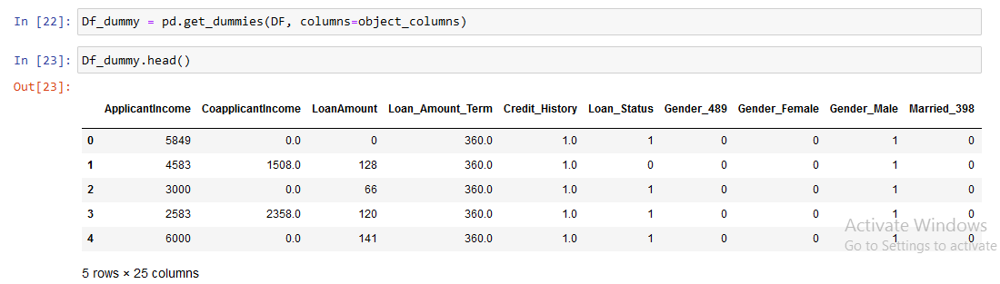 In [22]: Df_dummy = pd.get_dummies(DF, columns=object_columns)
In [23]: Df_dummy.head()
Out[23]:
ApplicantIncome CoapplicantIncome LoanAmount Loan_Amount_Term Credit_History Loan_Status Gender_489 Gender_Female Gender_Male Married_398
0 5849 0.0 0 360.0 1.0 1 0 0 1 0
1 4583 1508.0 128 360.0 1.0 0 0 0 1 0
2 3000 0.0 66 360.0 1.0 1 0 0 1 0
3 2583 2358.0 120 360.0 1.0 1 0 0 1 0
Activate Windows
4 6000 0.0 141 360.0 1.0 1 0 0 1 0
Go to Settings to activate
5 rows × 25 columns